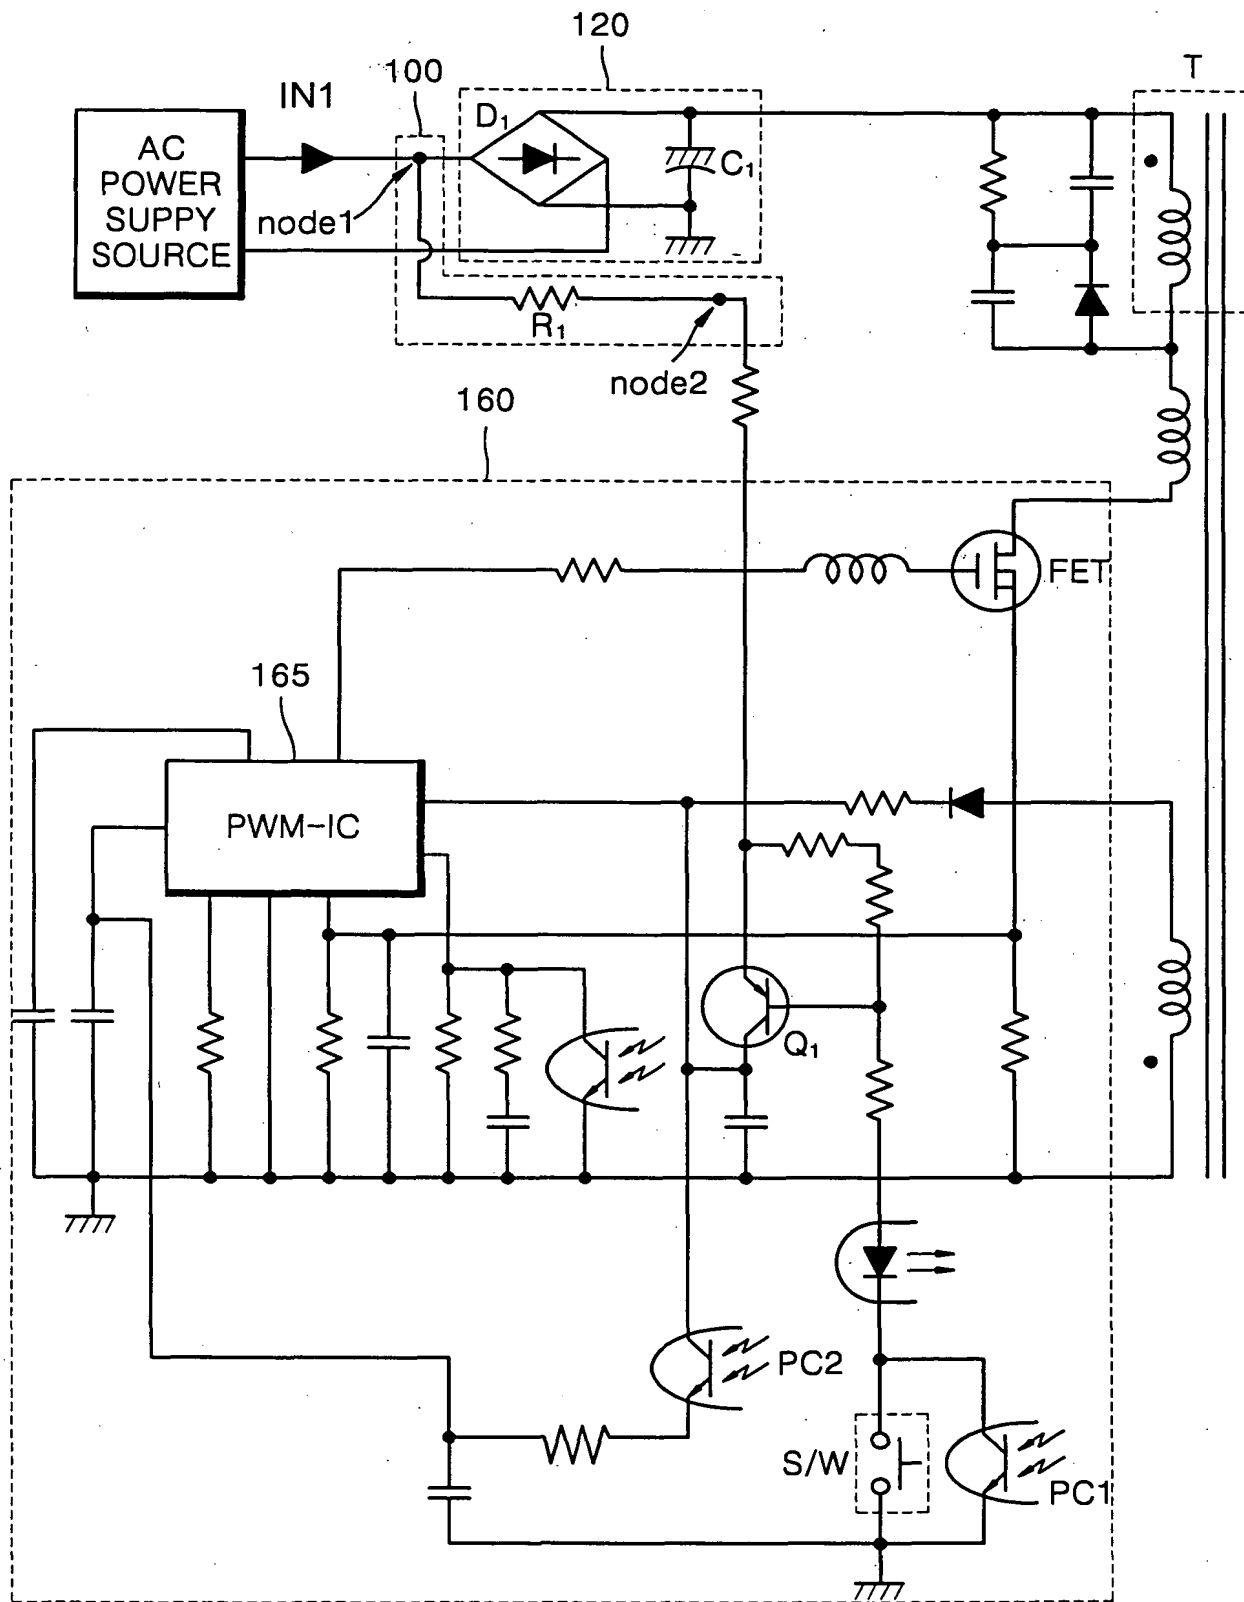 120
T
100
IN1
D1
AC
POWER
SUPPY
SOURCE
C1
node1
R1
node2
160
FET
165
PWM-IC
Q1
PC2
S/W
PC1